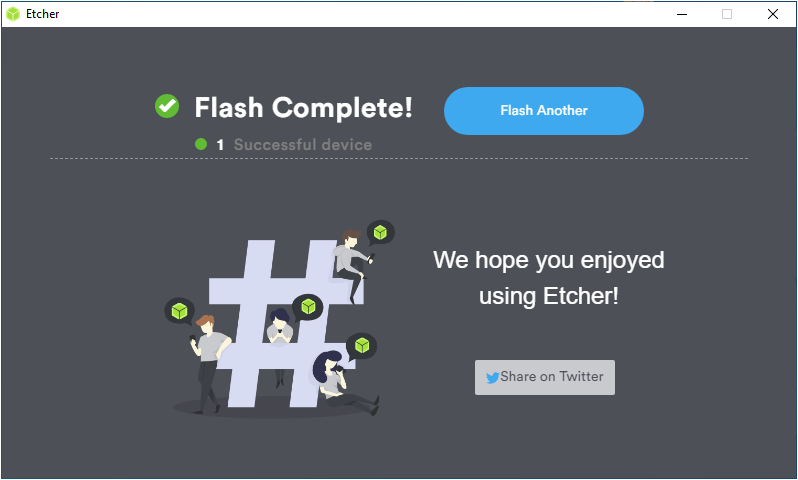 Etcher
Flash Complete!
Flash Another
1 Successful device
We hope you enjoyed
using Etcher!
Share on Twitter